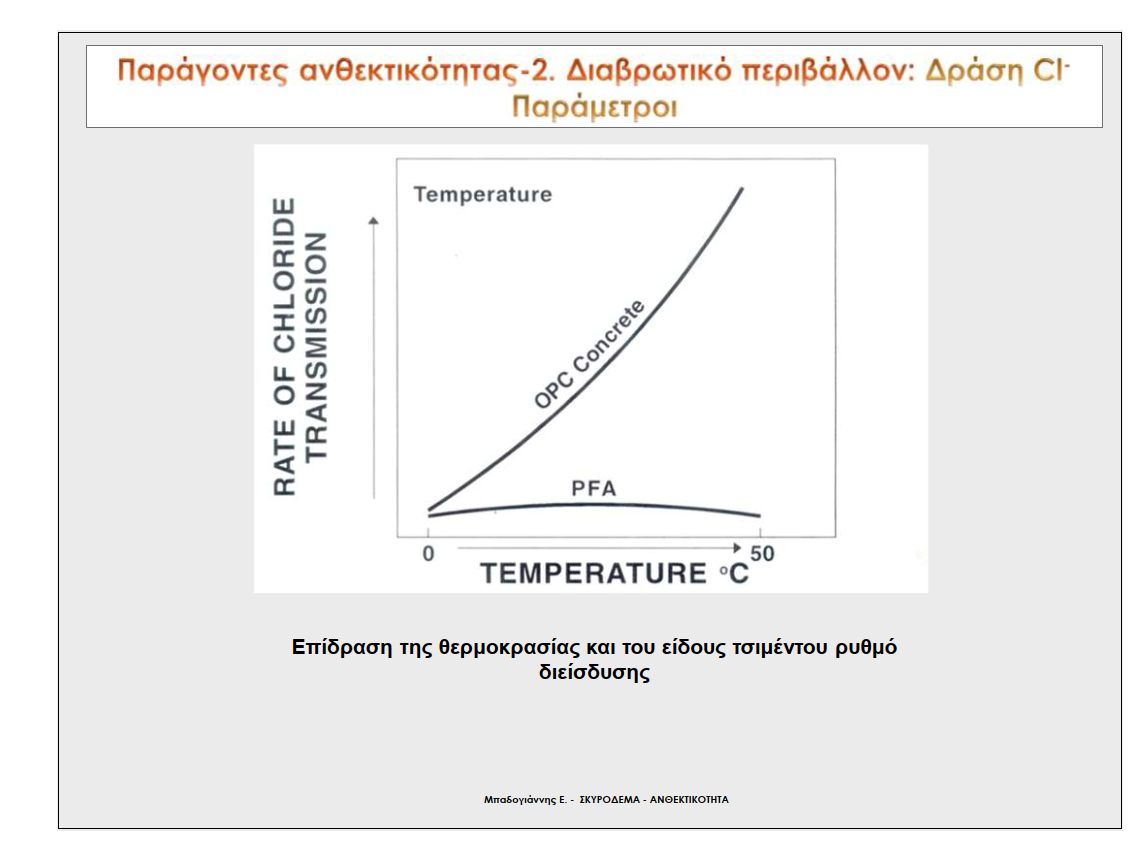 Παράγοντες ανθεκτικότητας-2. Διαβρωτικό περιβάλλον: Δράση Cl-
Παράμετροι
Temperature
RATE OF CHLORIDE
TRANSMISSION
OPC Concrete
PFA
0
50
TEMPERATURE °C
Επίδραση της θερμοκρασίας και του είδους τσιμέντου ρυθμό
διείσδυσης
Μπαδογιάννης Ε. - ΣΚΥΡΟΔΕΜΑ - ΑΝΘΕΚΤΙΚΟΤΗΤΑ